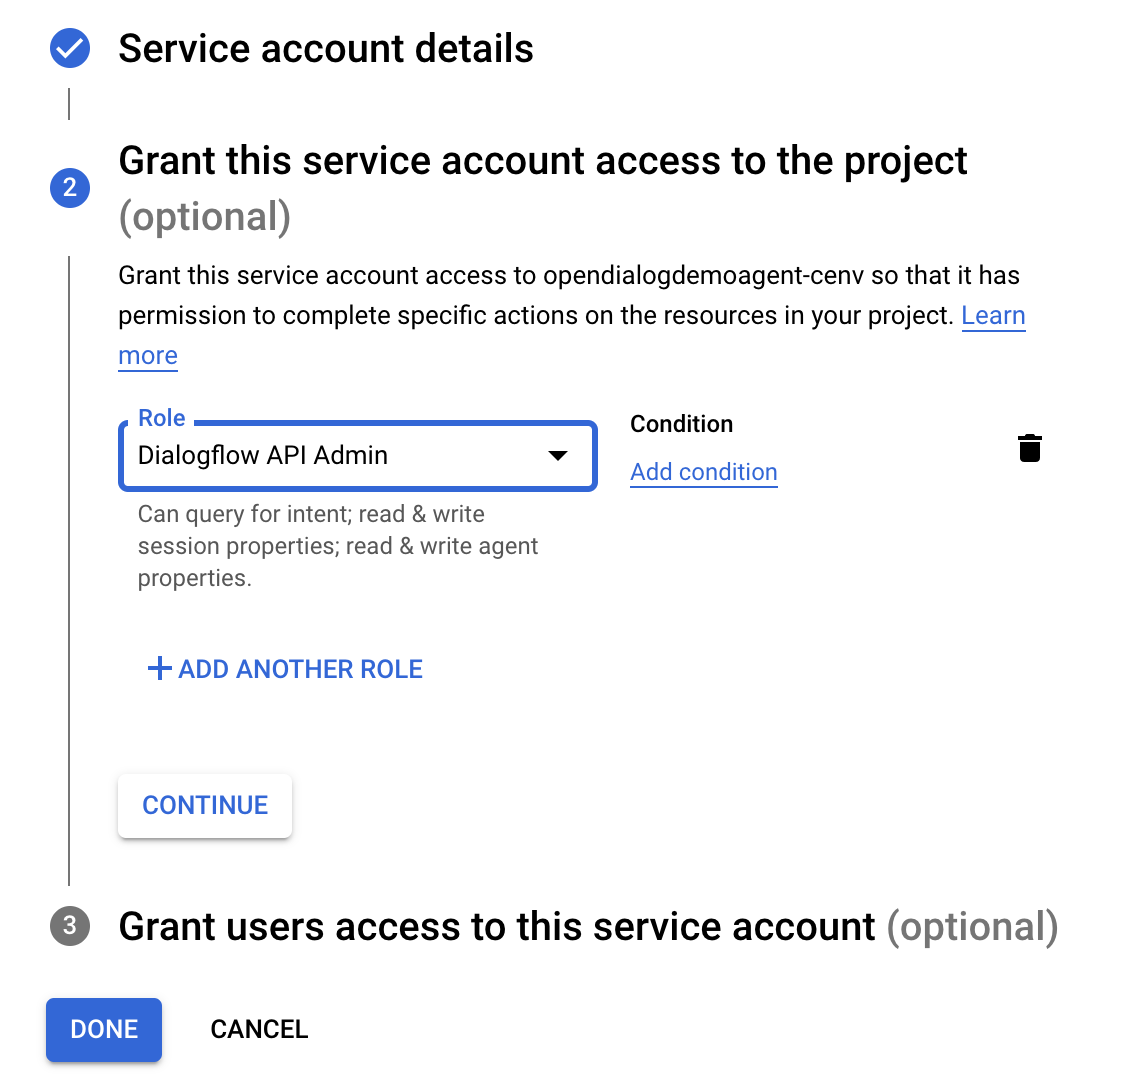 Service account details
2
Grant this service account access to the project
(optional)
Grant this service account access to opendialogdemoagent-cenv so that it has
permission to complete specific actions on the resources in your project. Learn
more
Role
Dialogflow API Admin
Can query for intent; read & write
session properties; read & write agent
properties.
Condition
Add condition
ADD ANOTHER ROLE
CONTINUE
3
Grant users access to this service account (optional)
DONE
CANCEL